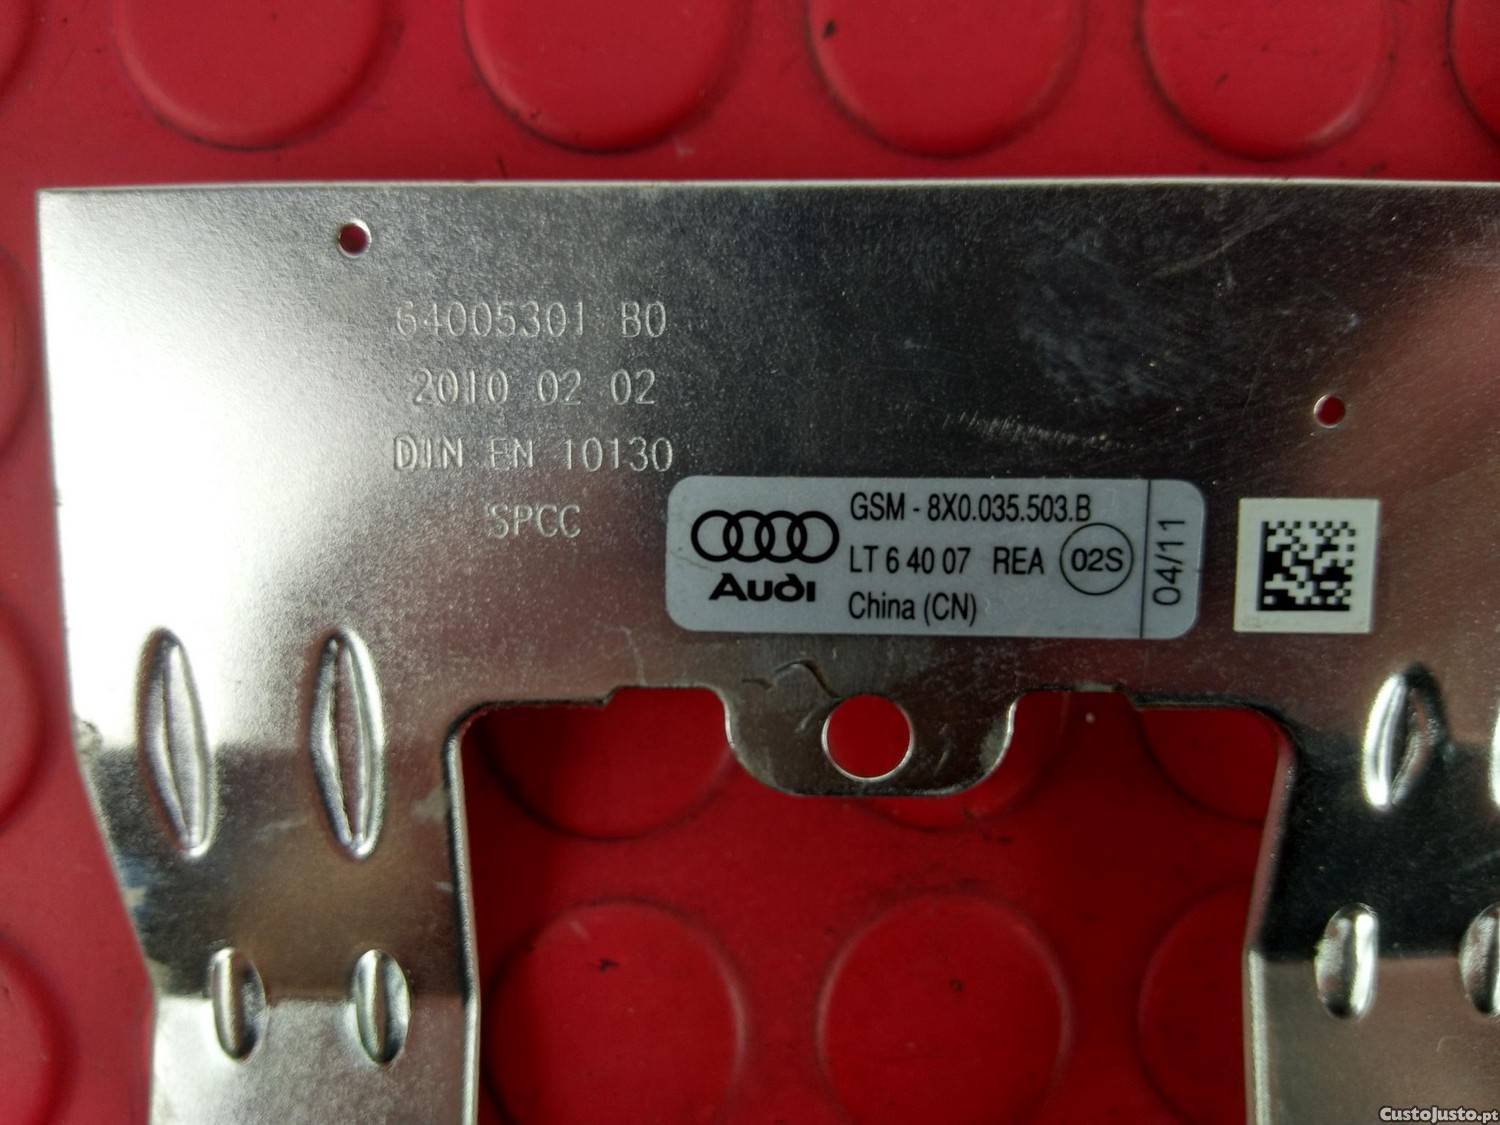 64005301 B0
2010 02 02
DIN EN 10130
SPCC
Audi
GSM - 8X0.035.503.B
LT 6 40 07 REA 02S
China (CN)
04/11
CustoJusto.pt